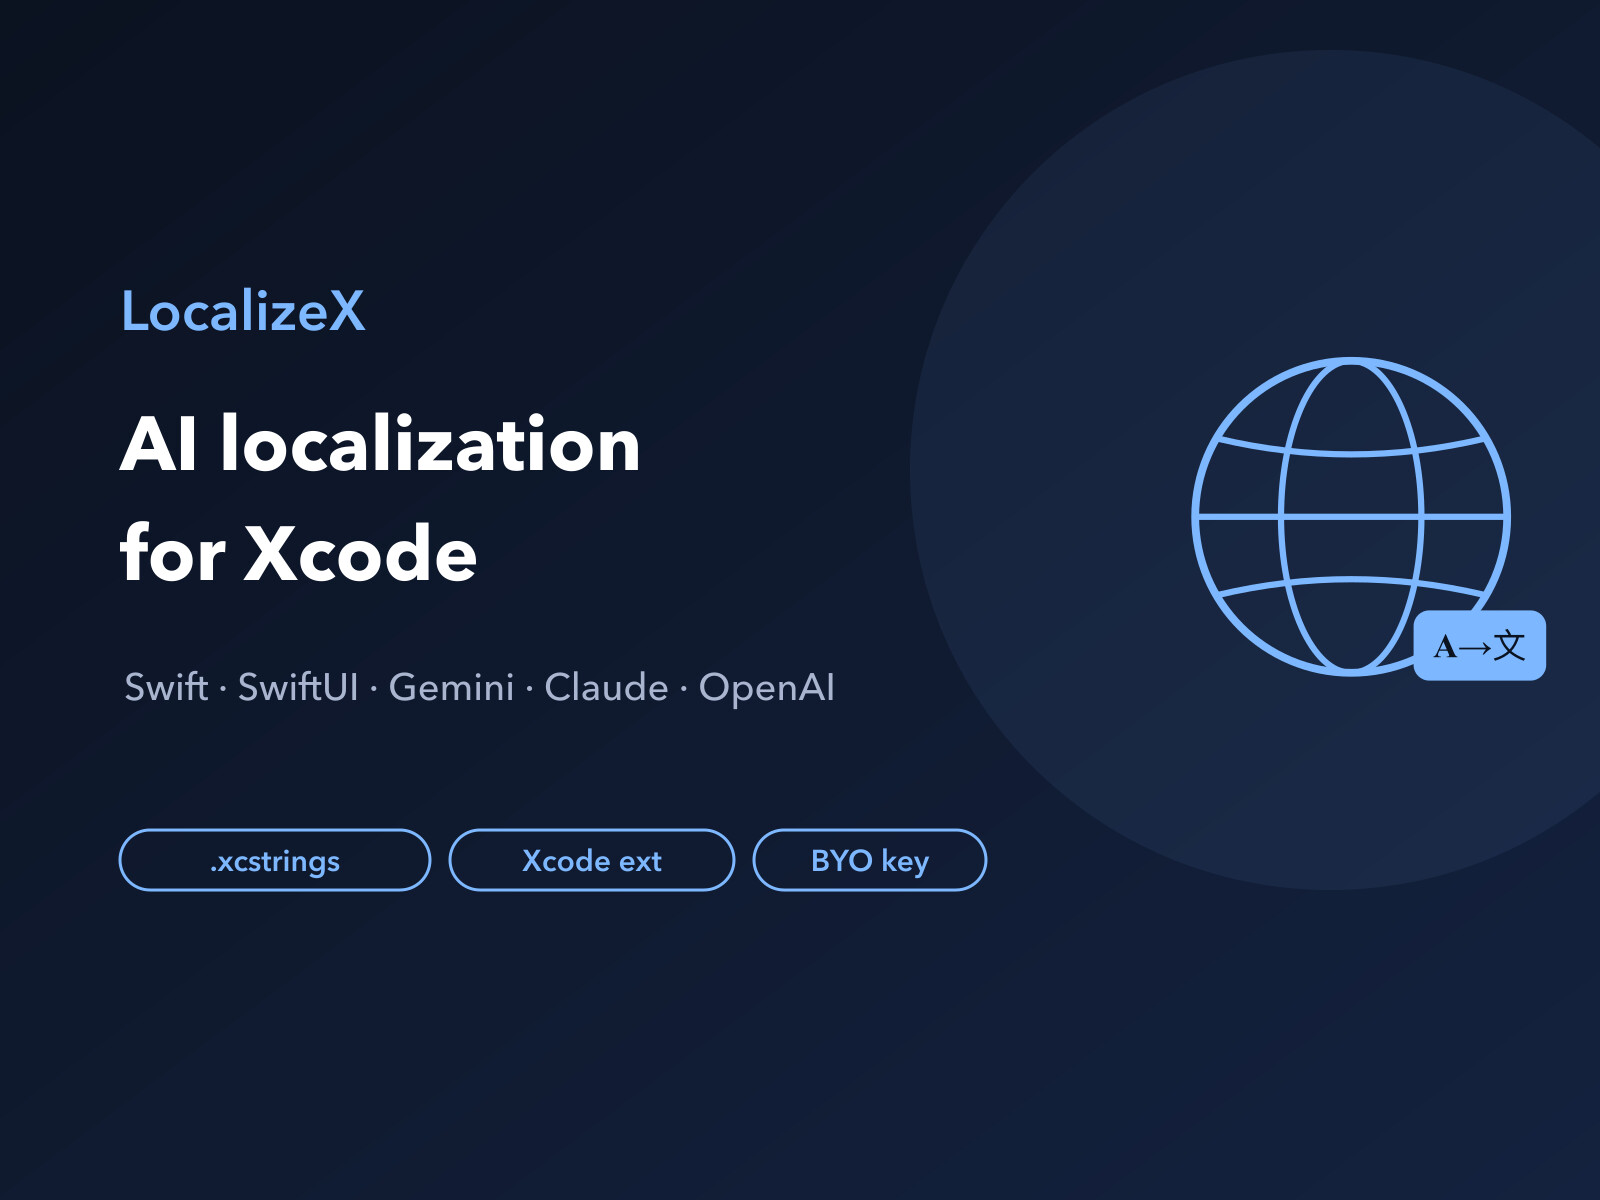 LocalizeX
AI localization
for Xcode
Swift · SwiftUI · Gemini · Claude · OpenAI
A→文
.xcstrings
Xcode ext
BYO key